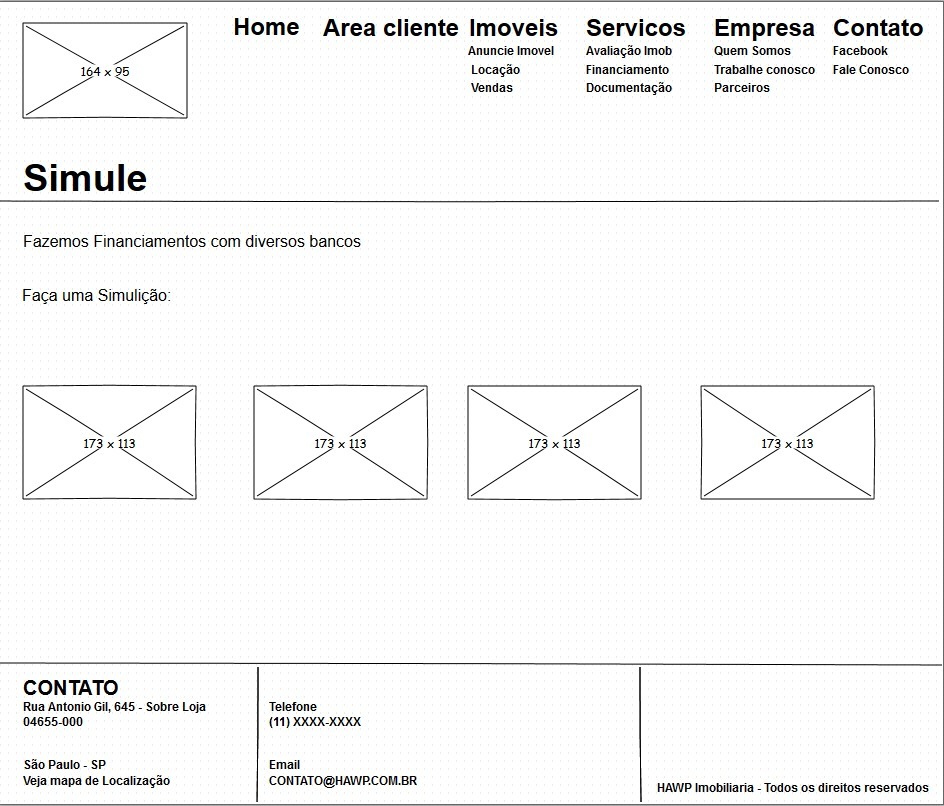 164 x 95
Home
Area cliente
Imoveis
Anuncie Imovel
Locação
Vendas
Servicos
Avaliação Imob
Financiamento
Documentação
Empresa
Quem Somos
Trabalhe conosco
Parceiros
Contato
Facebook
Fale Conosco
Simule
Fazemos Financiamentos com diversos bancos
Faça uma Simulição:
173 x 113
173 x 113
173 x 113
173 x 113
CONTATO
Rua Antonio Gil, 645 - Sobre Loja
04655-000
São Paulo - SP
Veja mapa de Localização
Telefone
(11) XXXX-XXXX
Email
CONTATO@HAWP.COM.BR
HAWP Imobiliaria - Todos os direitos reservados